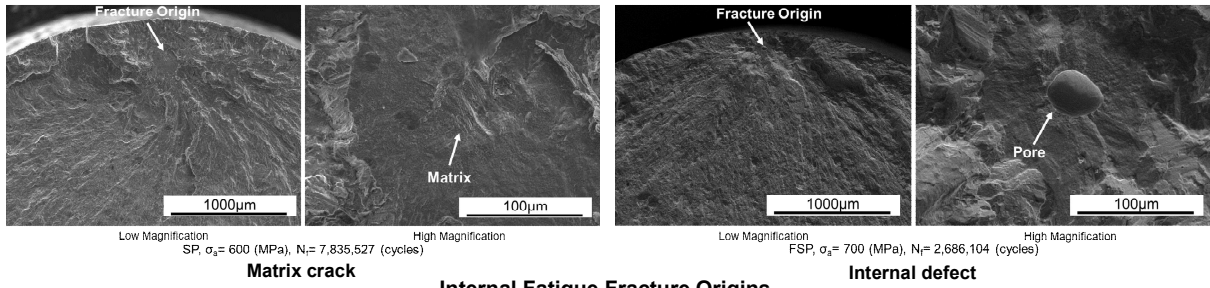 Fracture Origin
Matrix
1000μm
100μm
Fracture Origin
Pore
1000μm
100μm
Low Magnification
High Magnification
Low Magnification
High Magnification
SP, σa= 600 (MPa), Nf= 7,835,527 (cycles)
FSP, σa= 700 (MPa), Nf= 2,686,104 (cycles)
Matrix crack
Internal defect
Internal Fatigue Fracture Origins